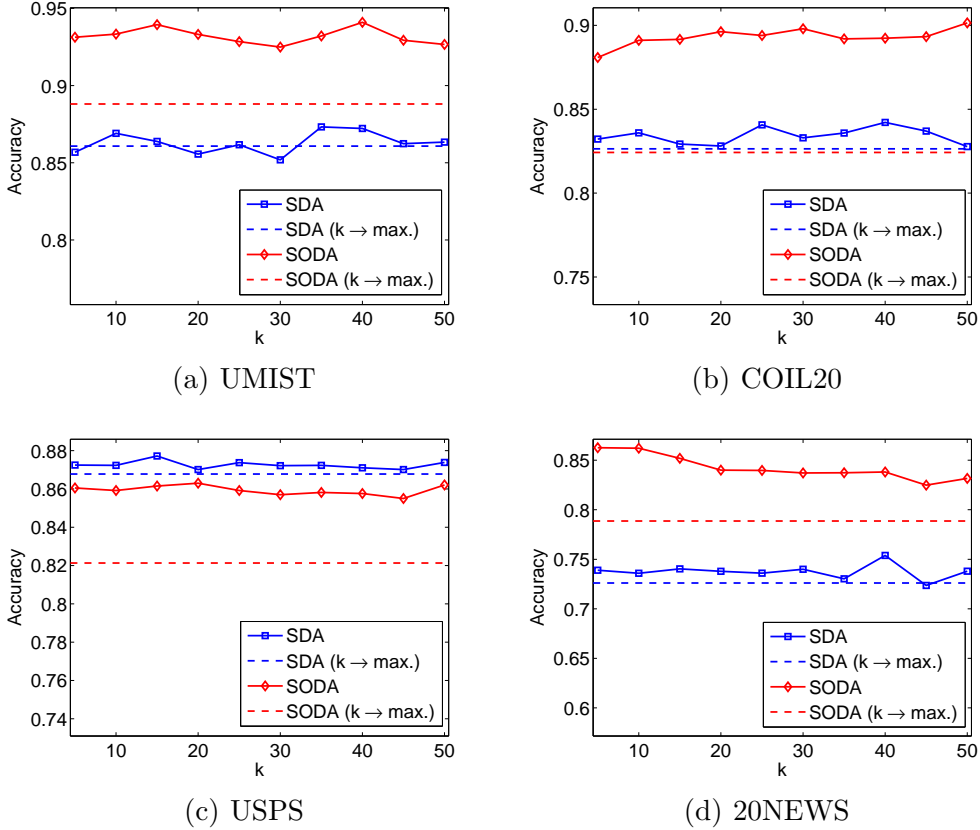 0.95
0.9
0.85
0.8
Accuracy
10 20 30 40 50
k
SDA
SDA (k → max.)
SODA
SODA (k → max.)
(a) UMIST
0.9
0.85
0.8
0.75
Accuracy
10 20 30 40 50
k
SDA
SDA (k → max.)
SODA
SODA (k → max.)
(b) COIL20
0.88
0.86
0.84
0.82
0.8
0.78
0.76
0.74
Accuracy
10 20 30 40 50
k
SDA
SDA (k → max.)
SODA
SODA (k → max.)
(c) USPS
0.85
0.8
0.75
0.7
0.65
0.6
Accuracy
10 20 30 40 50
k
SDA
SDA (k → max.)
SODA
SODA (k → max.)
(d) 20NEWS